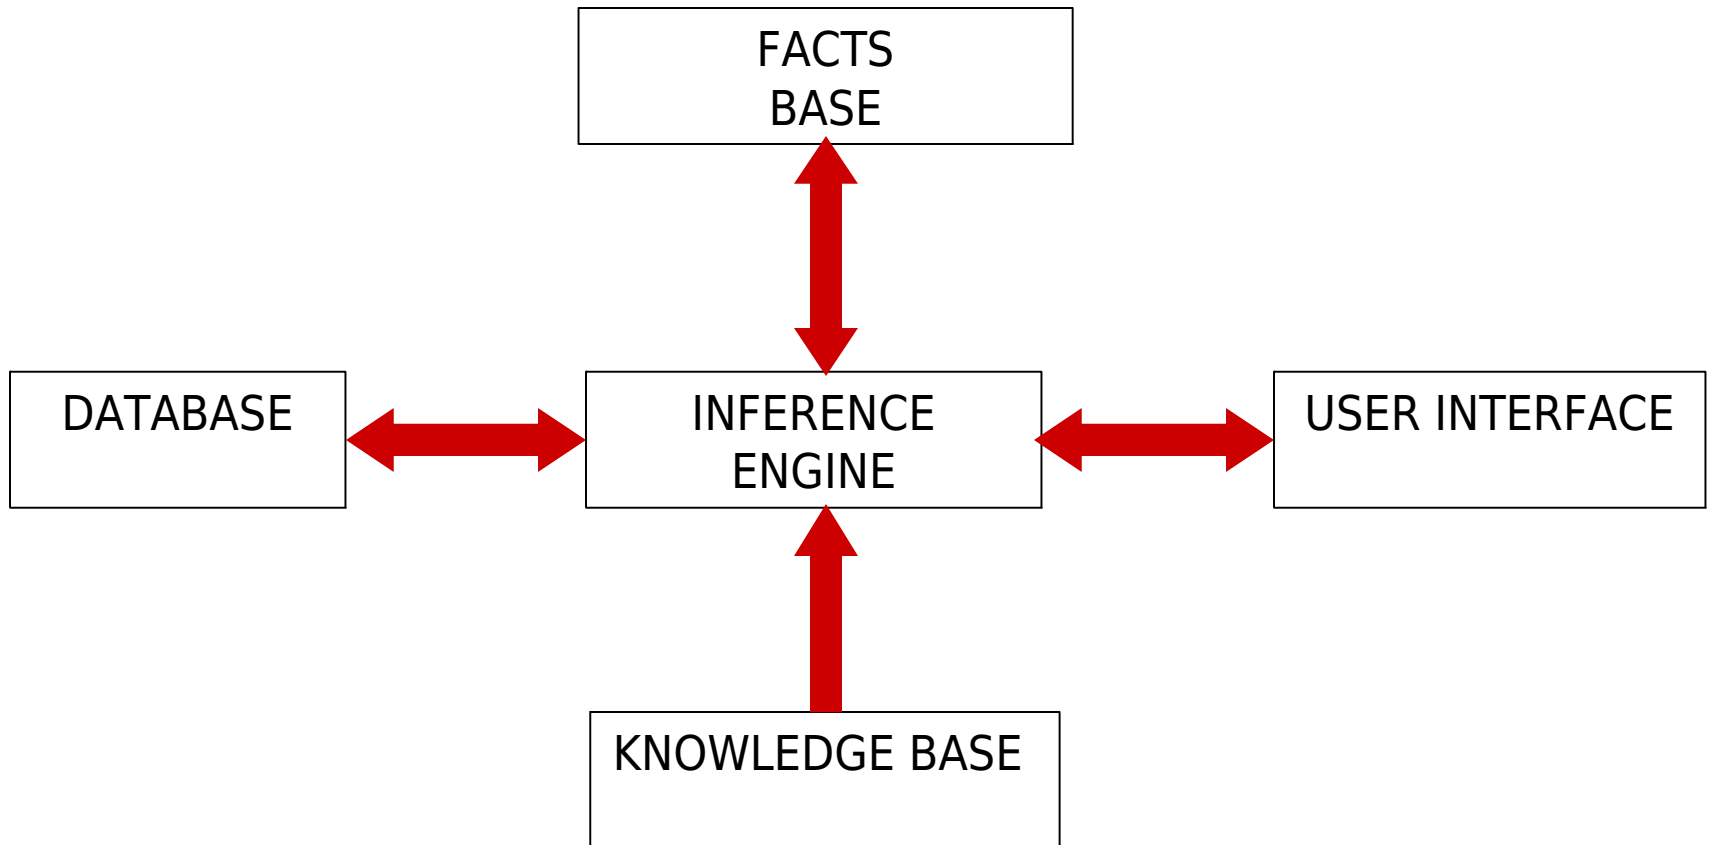 FACTS
BASE
DATABASE
INFERENCE
ENGINE
USER INTERFACE
KNOWLEDGE BASE